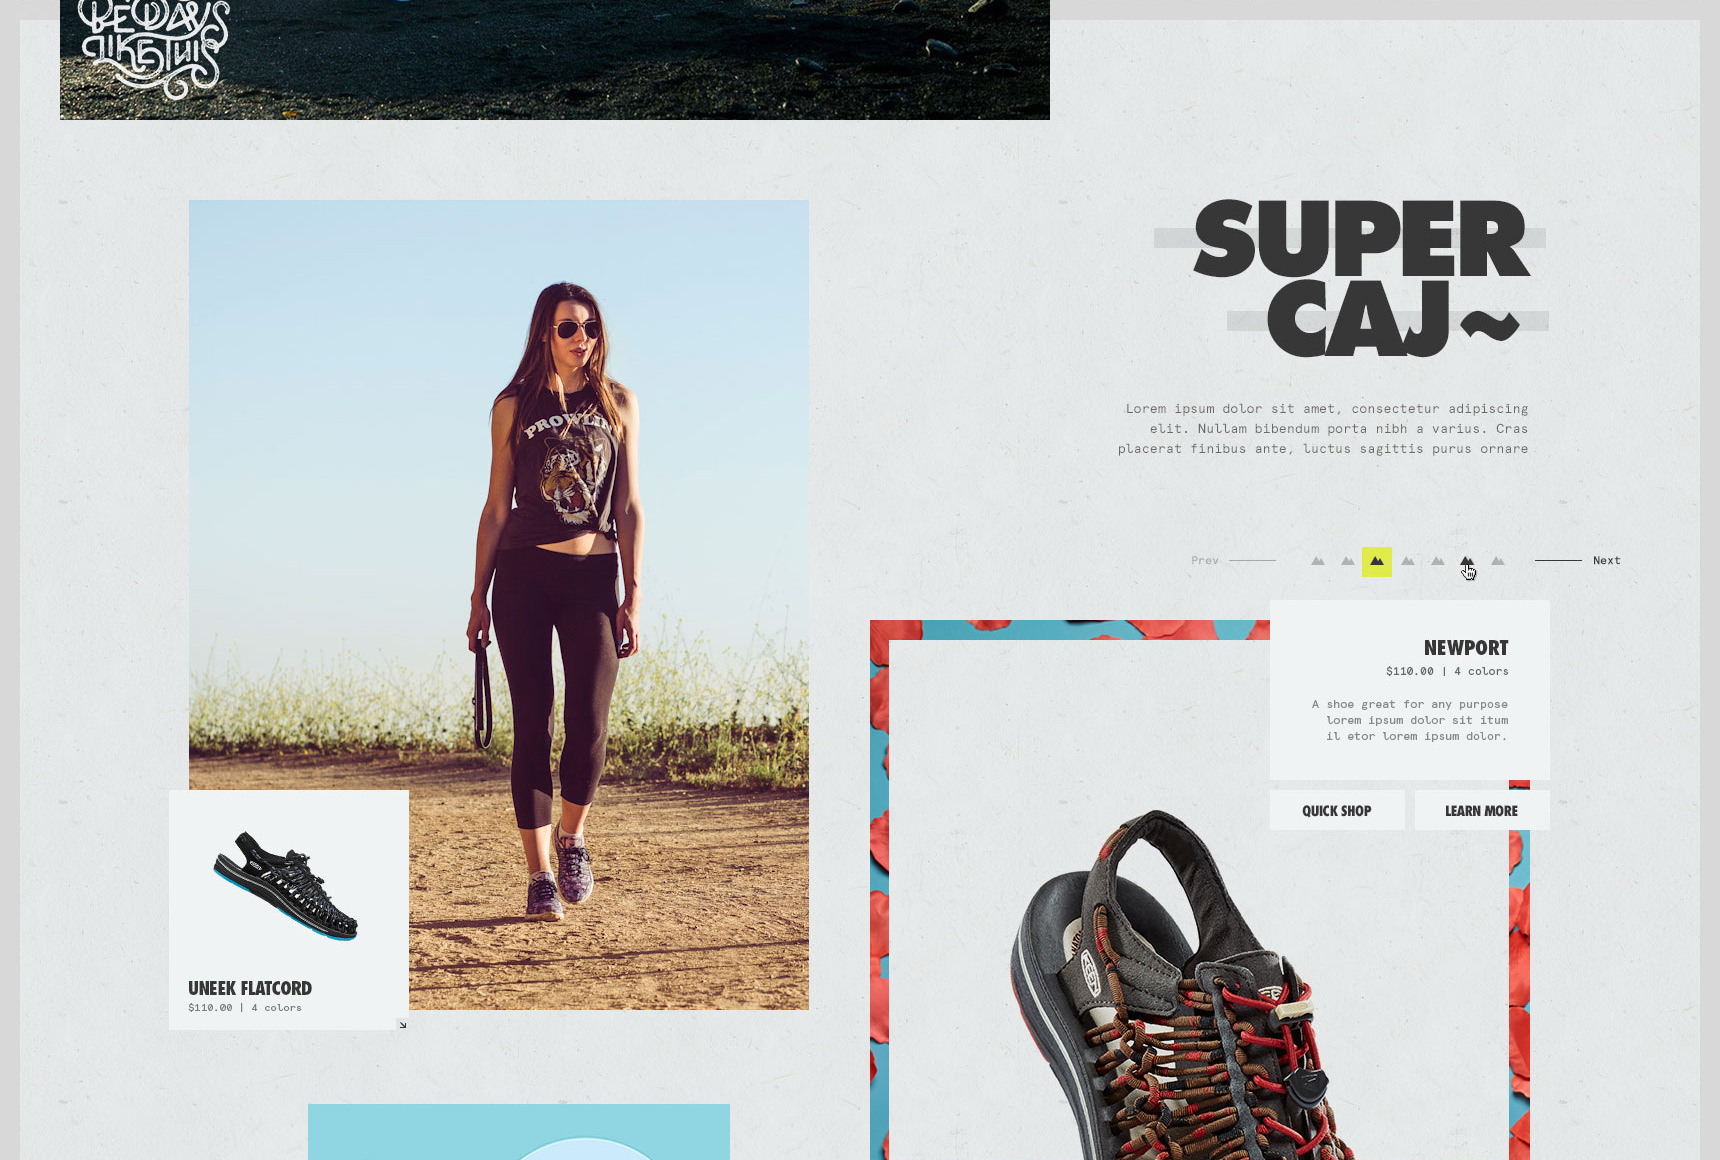 LIKE THIS
SUPER
CAJ~
Lorem ipsum dolor sit amet, consectetur adipiscing
elit. Nullam bibendum porta nibh a varius. Cras
placerat finibus ante, luctus sagittis purus ornare
Prev
Next
NEWPORT
$110.00 | 4 colors
A shoe great for any purpose
lorem ipsum dolor sit itum
il etor lorem ipsum dolor.
QUICK SHOP
LEARN MORE
UNEEK FLATCORD
$110.00 | 4 colors
KEEN